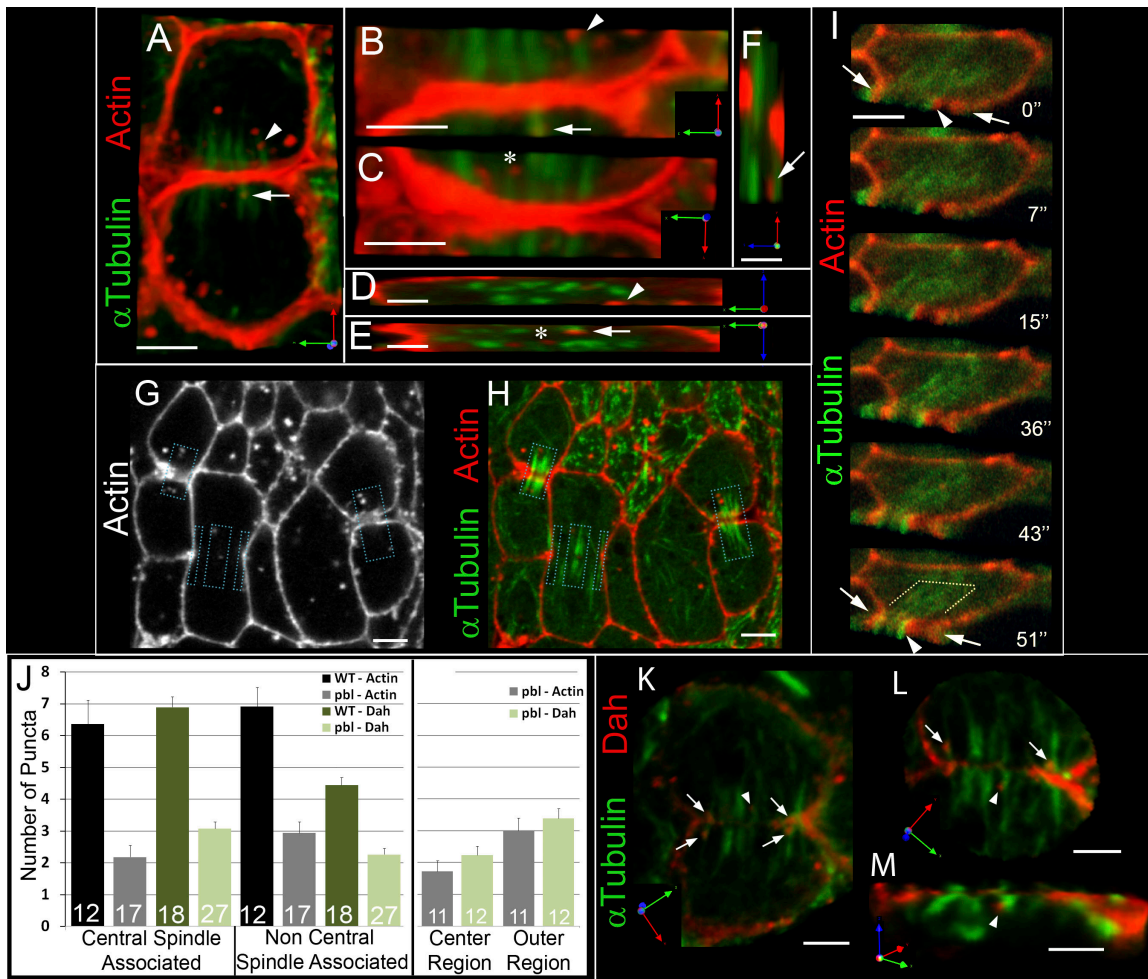 A
αTubulin Actin
B
C
D
E
F
G
Actin
H
αTubulin Actin
I
αTubulin Actin
0’’
7’’
15’’
36’’
43’’
51’’
*
*
J
WT - Actin
pbl - Actin
WT - Dah
pbl - Dah
pbl - Actin
pbl - Dah
Number of Puncta
8
7
6
5
4
3
2
1
0
12 17 18 27 12 17 18 27 11 12 11 12
Central Spindle Associated
Non Central Spindle Associated
Center Region
Outer Region
K
αTubulin Dah
L
M